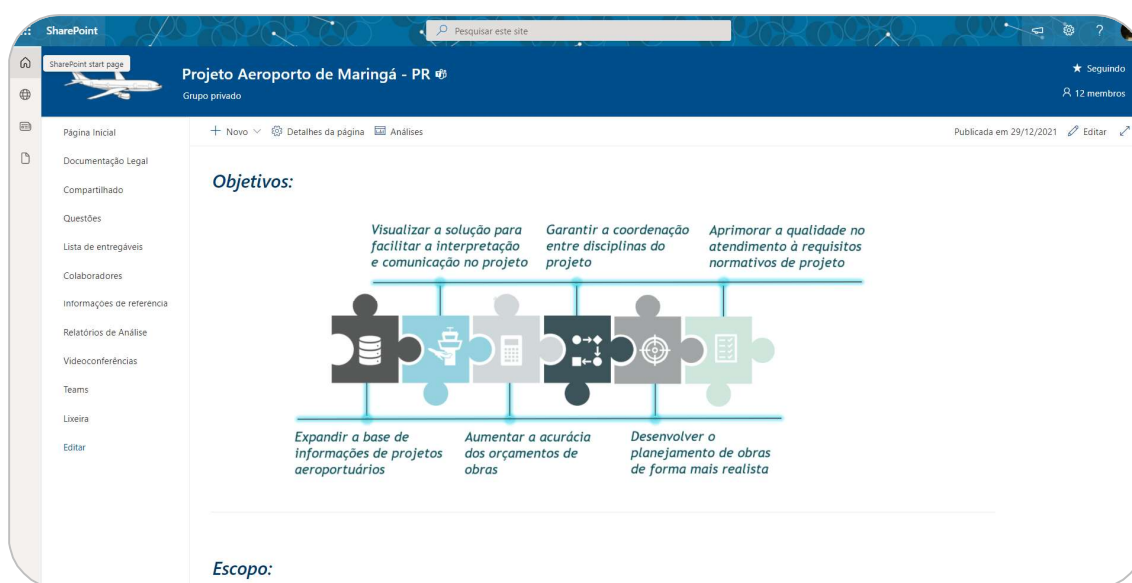 SharePoint
Pesquisar este site
?
SharePoint start page
Projeto Aeroporto de Maringá - PR
Grupo privado
Seguindo
12 membros
Novo
Detalhes da página
Análises
Publicada em 29/12/2021
Editar
Página Inicial
Documentação Legal
Compartilhado
Questões
Lista de entregáveis
Colaboradores
Informações de referência
Relatórios de Análise
Videoconferências
Teams
Lixeira
Editar
Objetivos:
Visualizar a solução para
facilitar a interpretação
e comunicação no projeto
Garantir a coordenação
entre disciplinas do
projeto
Aprimorar a qualidade no
atendimento à requisitos
normativos de projeto
Expandir a base de
informações de projetos
aeroportuários
Aumentar a acurácia
dos orçamentos de
obras
Desenvolver o
planejamento de obras
de forma mais realista
Escopo: